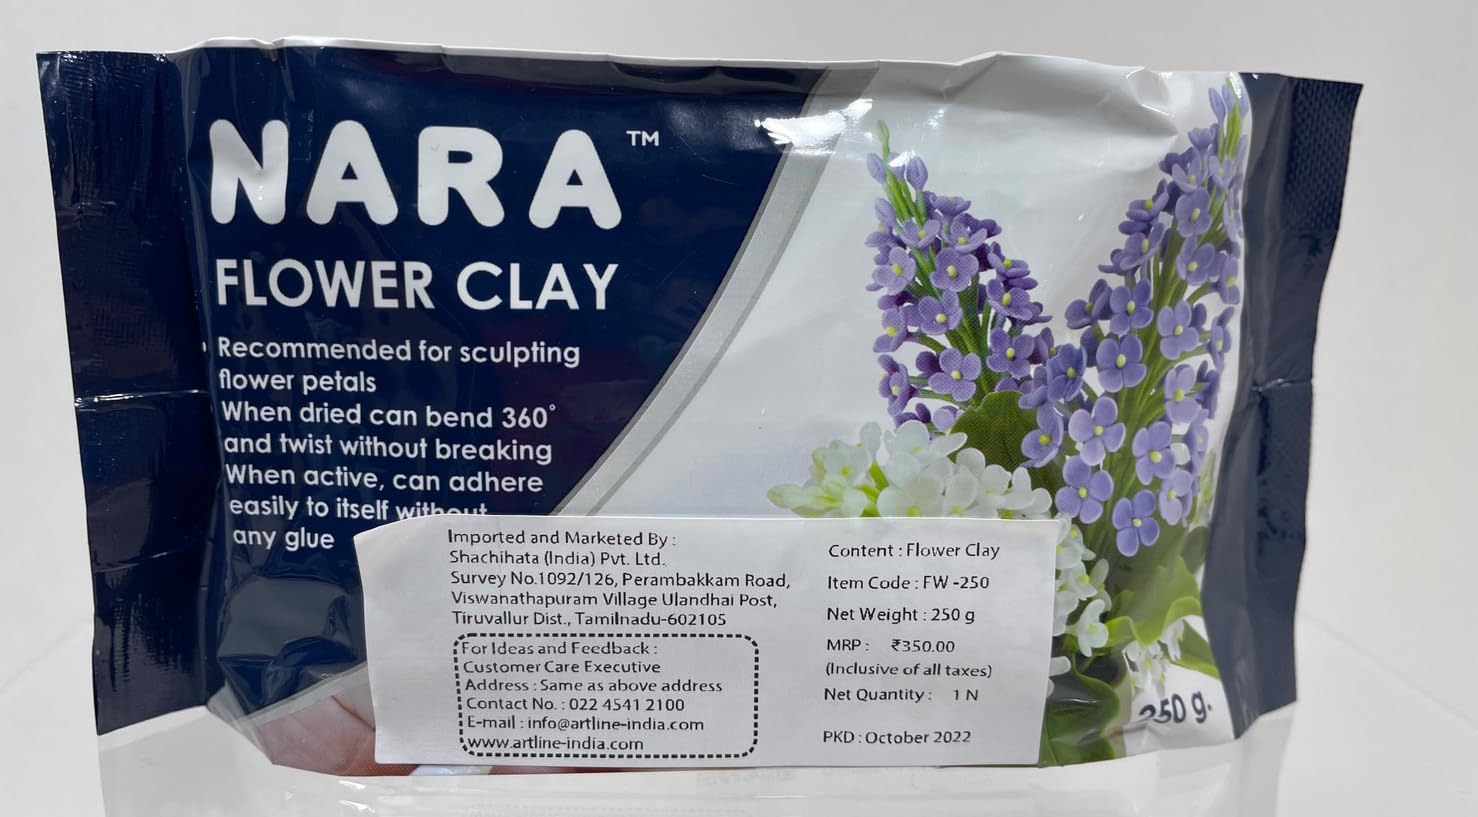 NARA™
FLOWER CLAY
Recommended for sculpting
flower petals
When dried can bend 360°
and twist without breaking
When active, can adhere
easily to itself without
any glue
Imported and Marketed By :
Shachihata (India) Pvt. Ltd.
Survey No.1092/126, Perambakkam Road,
Viswanathapuram Village Ulandhai Post,
Tiruvallur Dist., Tamilnadu-602105
For Ideas and Feedback :
Customer Care Executive
Address : Same as above address
Contact No. : 022 4541 2100
E-mail : info@artline-india.com
www.artline-india.com
Content : Flower Clay
Item Code : FW -250
Net Weight : 250 g
MRP : ₹350.00
(Inclusive of all taxes)
Net Quantity : 1 N
PKD : October 2022
250 g.